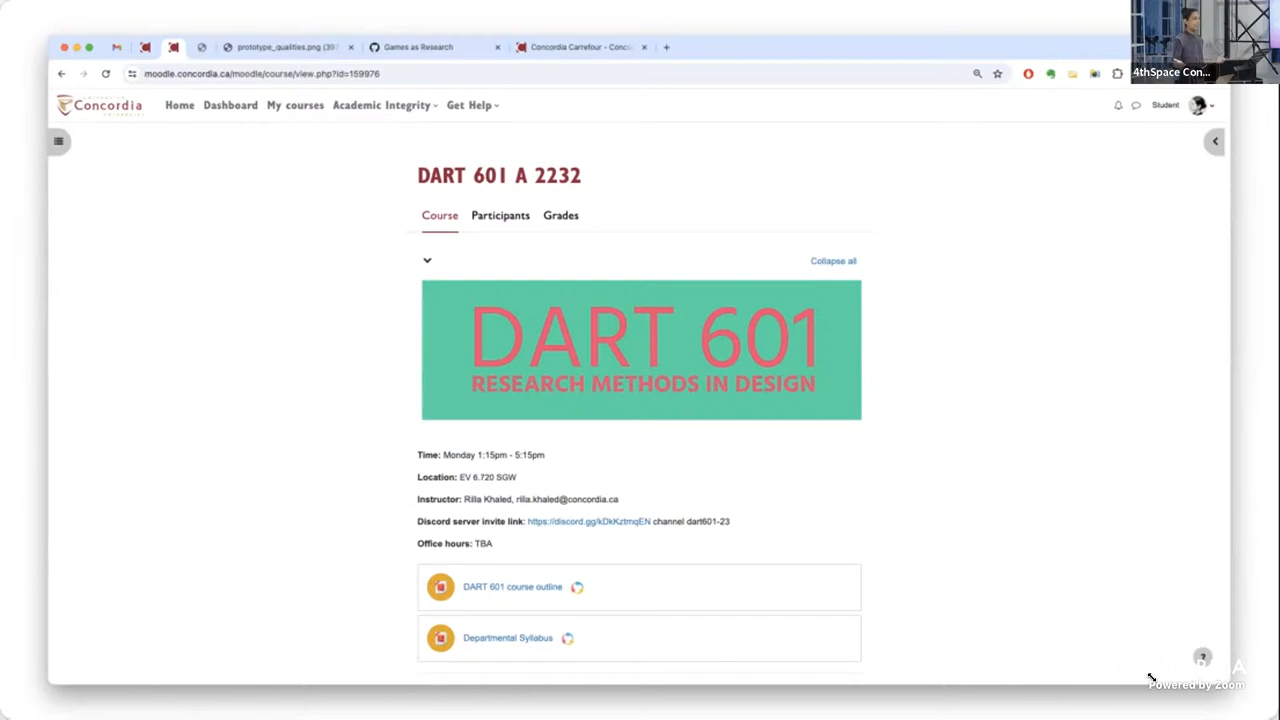 prototype_qualities.png (397
Games as Research
Concordia Carrefour - Conco
moodle.concordia.ca/moodle/course/view.php?id=159976
4thSpace Con...
Concordia
Home
Dashboard
My courses
Academic Integrity
Get Help
Student
DART 601 A 2232
Course
Participants
Grades
Collapse all
DART 601
RESEARCH METHODS IN DESIGN
Time: Monday 1:15pm - 5:15pm
Location: EV 6.720 SGW
Instructor: Rilla Khaled, rilla.khaled@concordia.ca
Discord server invite link: https://discord.gg/kDkKztmqEN channel dart601-23
Office hours: TBA
DART 601 course outline
Departmental Syllabus
?
Powered by Zoom